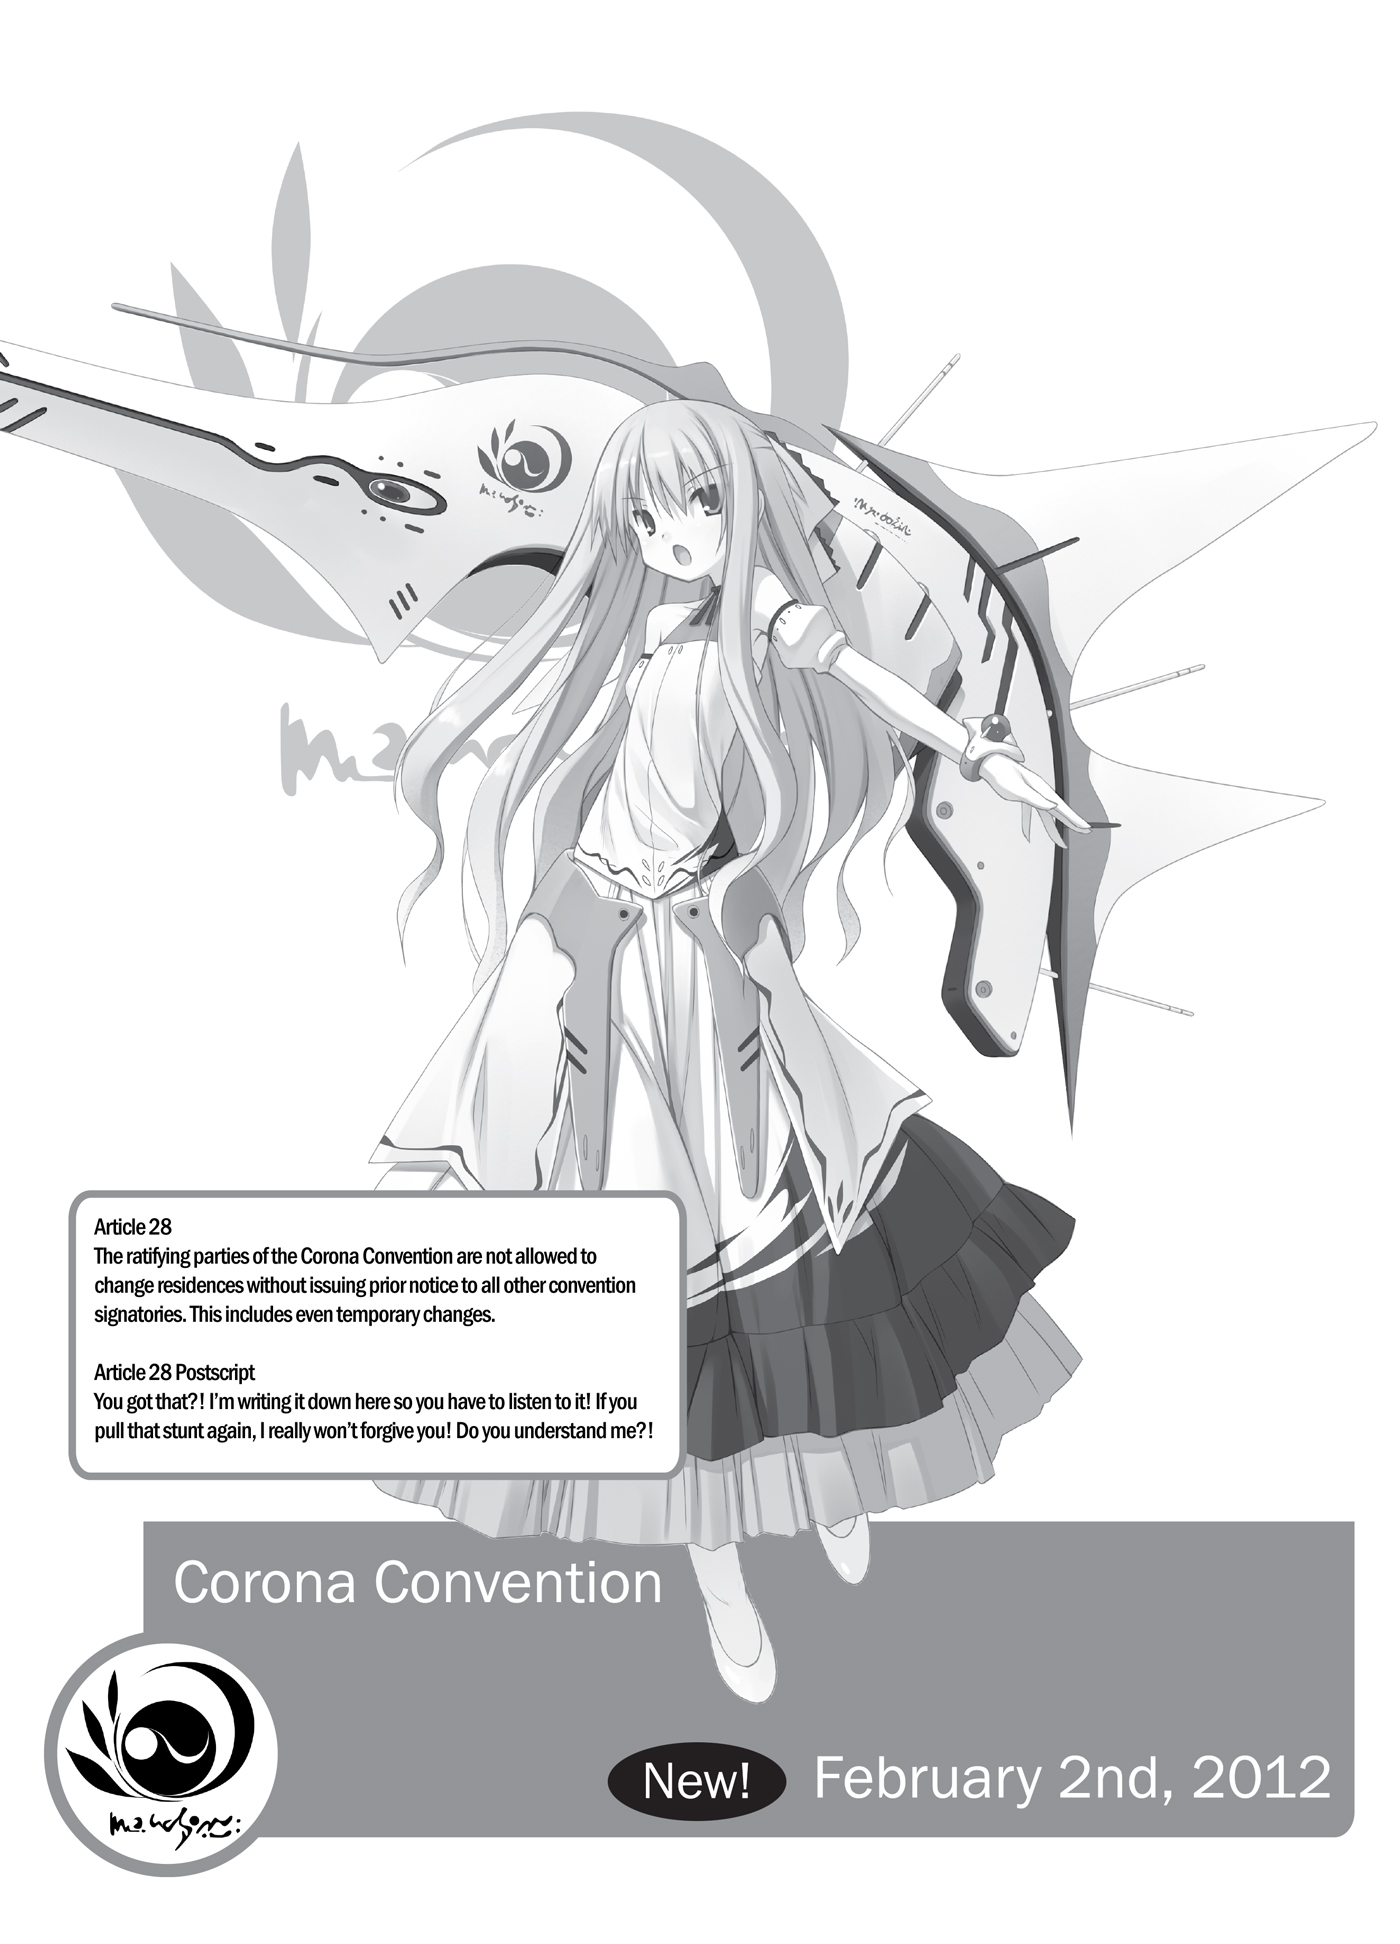 Article 28
The ratifying parties of the Corona Convention are not allowed to
change residences without issuing prior notice to all other convention
signatories. This includes even temporary changes.
Article 28 Postscript
You got that?! I'm writing it down here so you have to listen to it! If you
pull that stunt again, I really won't forgive you! Do you understand me?!
Corona Convention
New! February 2nd, 2012